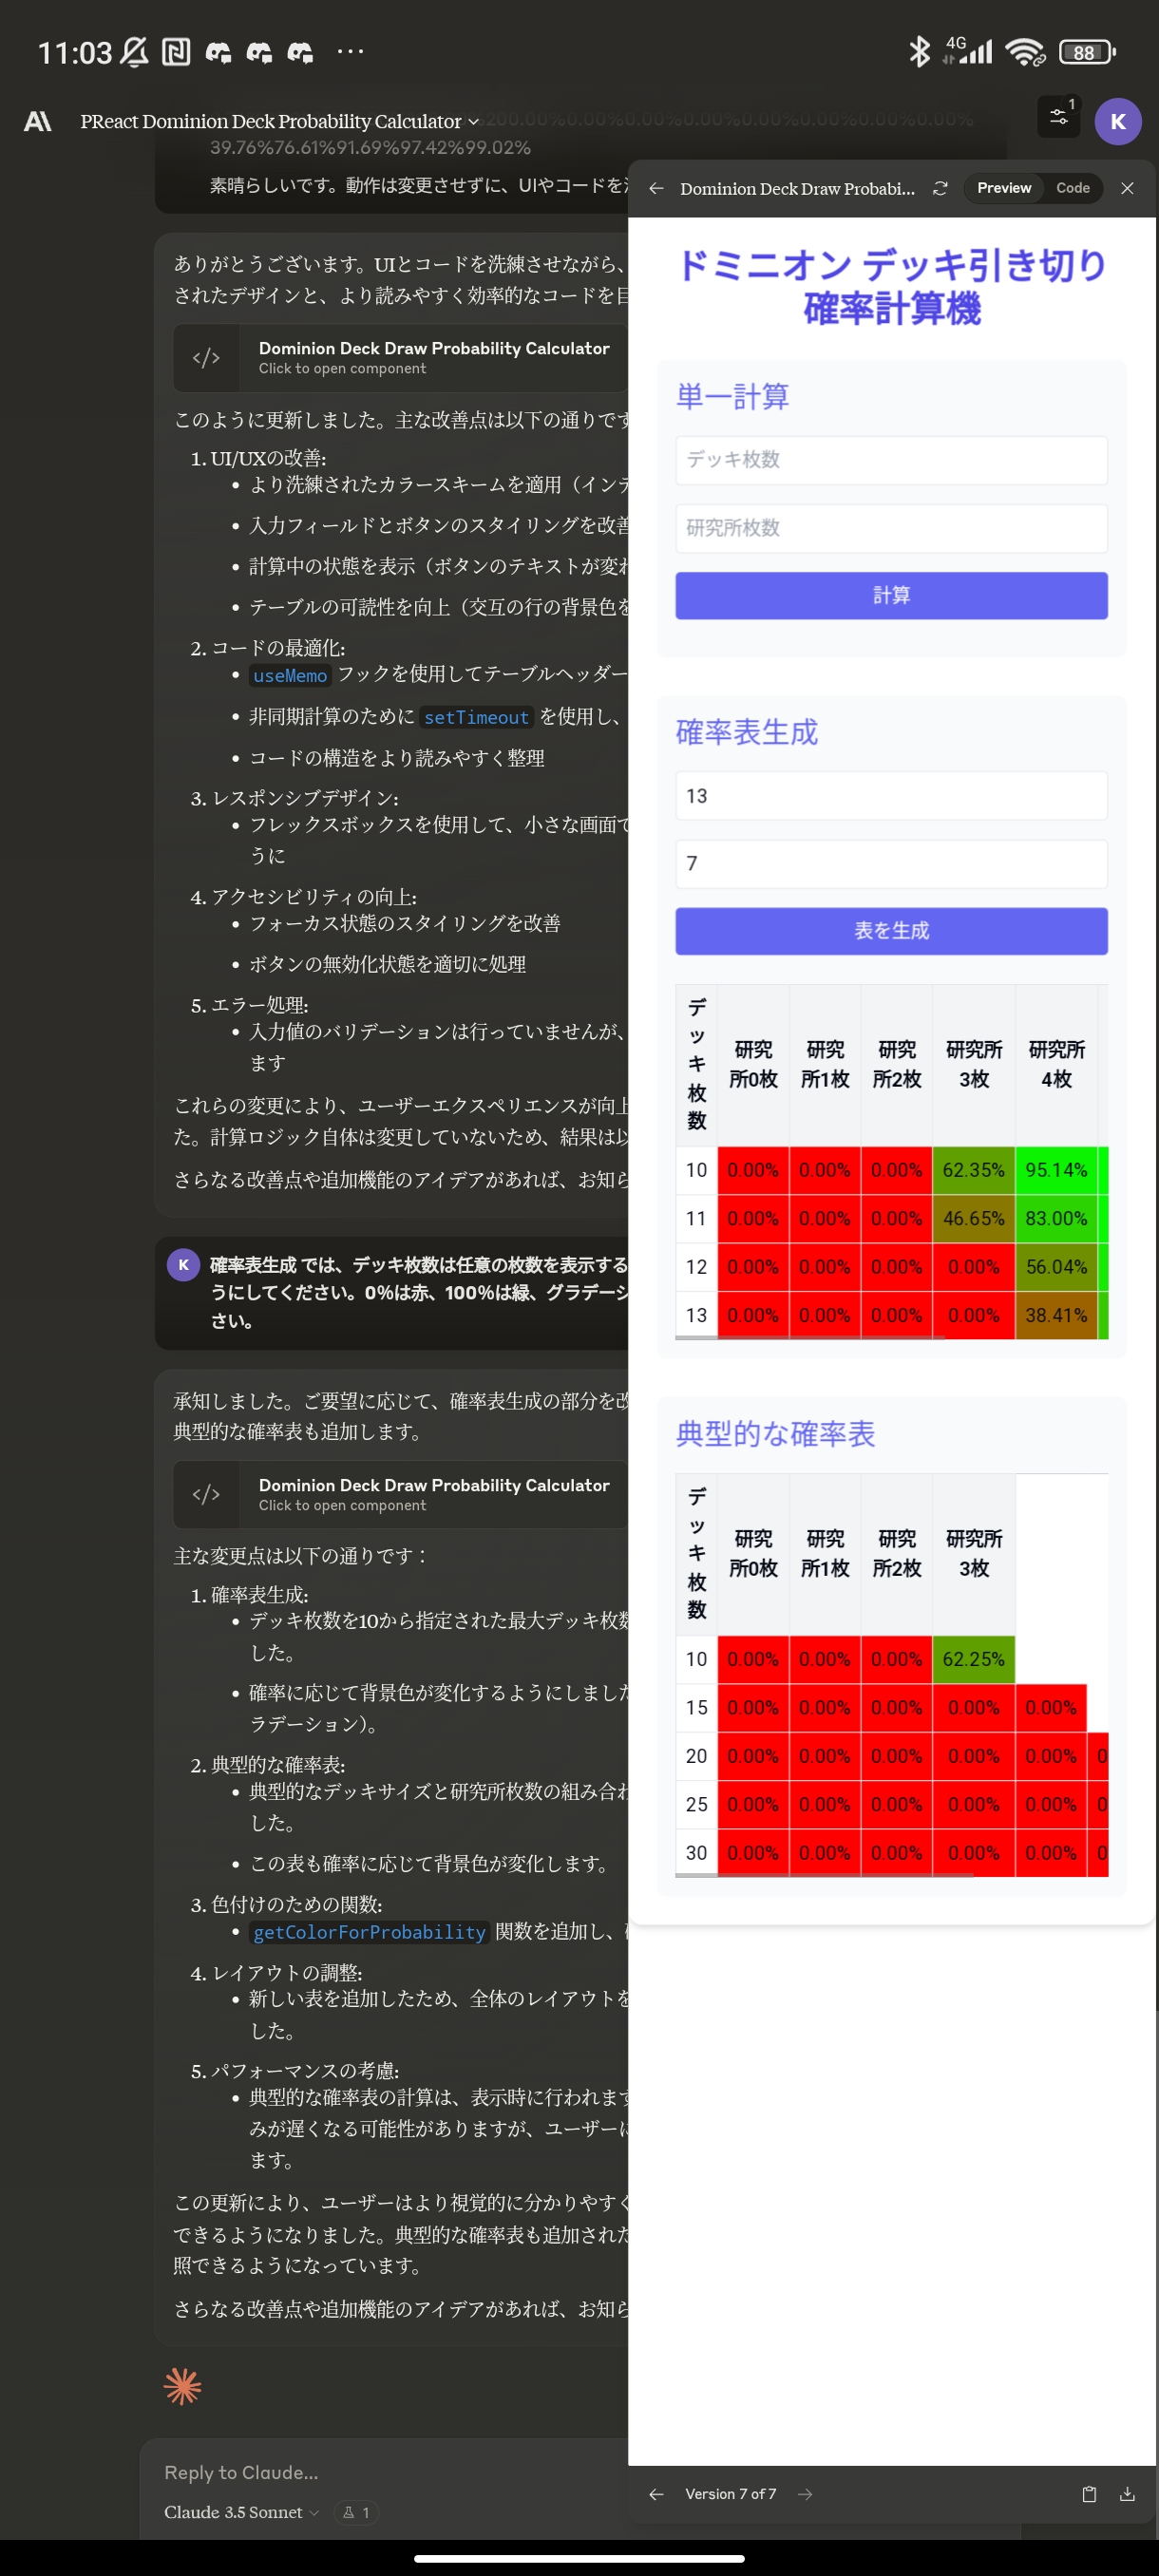 11:03
4G
88
PReact Dominion Deck Probability Calculator
1
K
200.00%0.00%0.00%0.00%0.00%0.00%0.00%0.00%
39.76%76.61%91.69%97.42%99.02%
素晴らしいです。動作は変更させずに、UIやコードを
ありがとうございます。UIとコードを洗練させながら、
されたデザインと、より読みやすく効率的なコードを目
Dominion Deck Draw Probability Calculator
Click to open component
このように更新しました。主な改善点は以下の通りです
1. UI/UXの改善:
• より洗練されたカラースキームを適用（インデ
• 入力フィールドとボタンのスタイリングを改善
• 計算中の状態を表示（ボタンのテキストが変わ
• テーブルの可読性を向上（交互の行の背景色を
2. コードの最適化:
• useMemo フックを使用してテーブルヘッダー
• 非同期計算のために setTimeout を使用し、
• コードの構造をより読みやすく整理
3. レスポンシブデザイン:
• フレックスボックスを使用して、小さな画面で
うに
4. アクセシビリティの向上:
• フォーカス状態のスタイリングを改善
• ボタンの無効化状態を適切に処理
5. エラー処理:
• 入力値のバリデーションは行っていませんが、
ます
これらの変更により、ユーザーエクスペリエンスが向上
た。計算ロジック自体は変更していないため、結果は以
さらなる改善点や追加機能のアイデアがあれば、お知ら
K
確率表生成 では、デッキ枚数は任意の枚数を表示する
うにしてください。0%は赤、100%は緑、グラデーシ
さい。
承知しました。ご要望に応じて、確率表生成の部分を改
典型的な確率表も追加します。
Dominion Deck Draw Probability Calculator
Click to open component
主な変更点は以下の通りです：
1. 確率表生成:
• デッキ枚数を10から指定された最大デッキ枚数
した。
• 確率に応じて背景色が変化するようにしました
ラデーション）。
2. 典型的な確率表:
• 典型的なデッキサイズと研究所枚数の組み合わ
した。
• この表も確率に応じて背景色が変化します。
3. 色付けのための関数:
• getColorForProbability 関数を追加し、
4. レイアウトの調整:
• 新しい表を追加したため、全体のレイアウトを
した。
5. パフォーマンスの考慮:
• 典型的な確率表の計算は、表示時に行われます
みが遅くなる可能性がありますが、ユーザーに
ます。
この更新により、ユーザーはより視覚的に分かりやすく
できるようになりました。典型的な確率表も追加された
照できるようになっています。
さらなる改善点や追加機能のアイデアがあれば、お知ら
Reply to Claude...
Claude 3.5 Sonnet
1
Dominion Deck Draw Probabi...
Preview
Code
ドミニオン デッキ引き切り
確率計算機
単一計算
デッキ枚数
研究所枚数
計算
確率表生成
13
7
表を生成
デッキ枚数 研究所0枚 研究所1枚 研究所2枚 研究所3枚 研究所4枚
10 0.00% 0.00% 0.00% 62.35% 95.14%
11 0.00% 0.00% 0.00% 46.65% 83.00%
12 0.00% 0.00% 0.00% 0.00% 56.04%
13 0.00% 0.00% 0.00% 0.00% 38.41%
典型的な確率表
デッキ枚数 研究所0枚 研究所1枚 研究所2枚 研究所3枚
10 0.00% 0.00% 0.00% 62.25%
15 0.00% 0.00% 0.00% 0.00% 0.00%
20 0.00% 0.00% 0.00% 0.00% 0.00% 0
25 0.00% 0.00% 0.00% 0.00% 0.00% 0
30 0.00% 0.00% 0.00% 0.00% 0.00% 0
Version 7 of 7